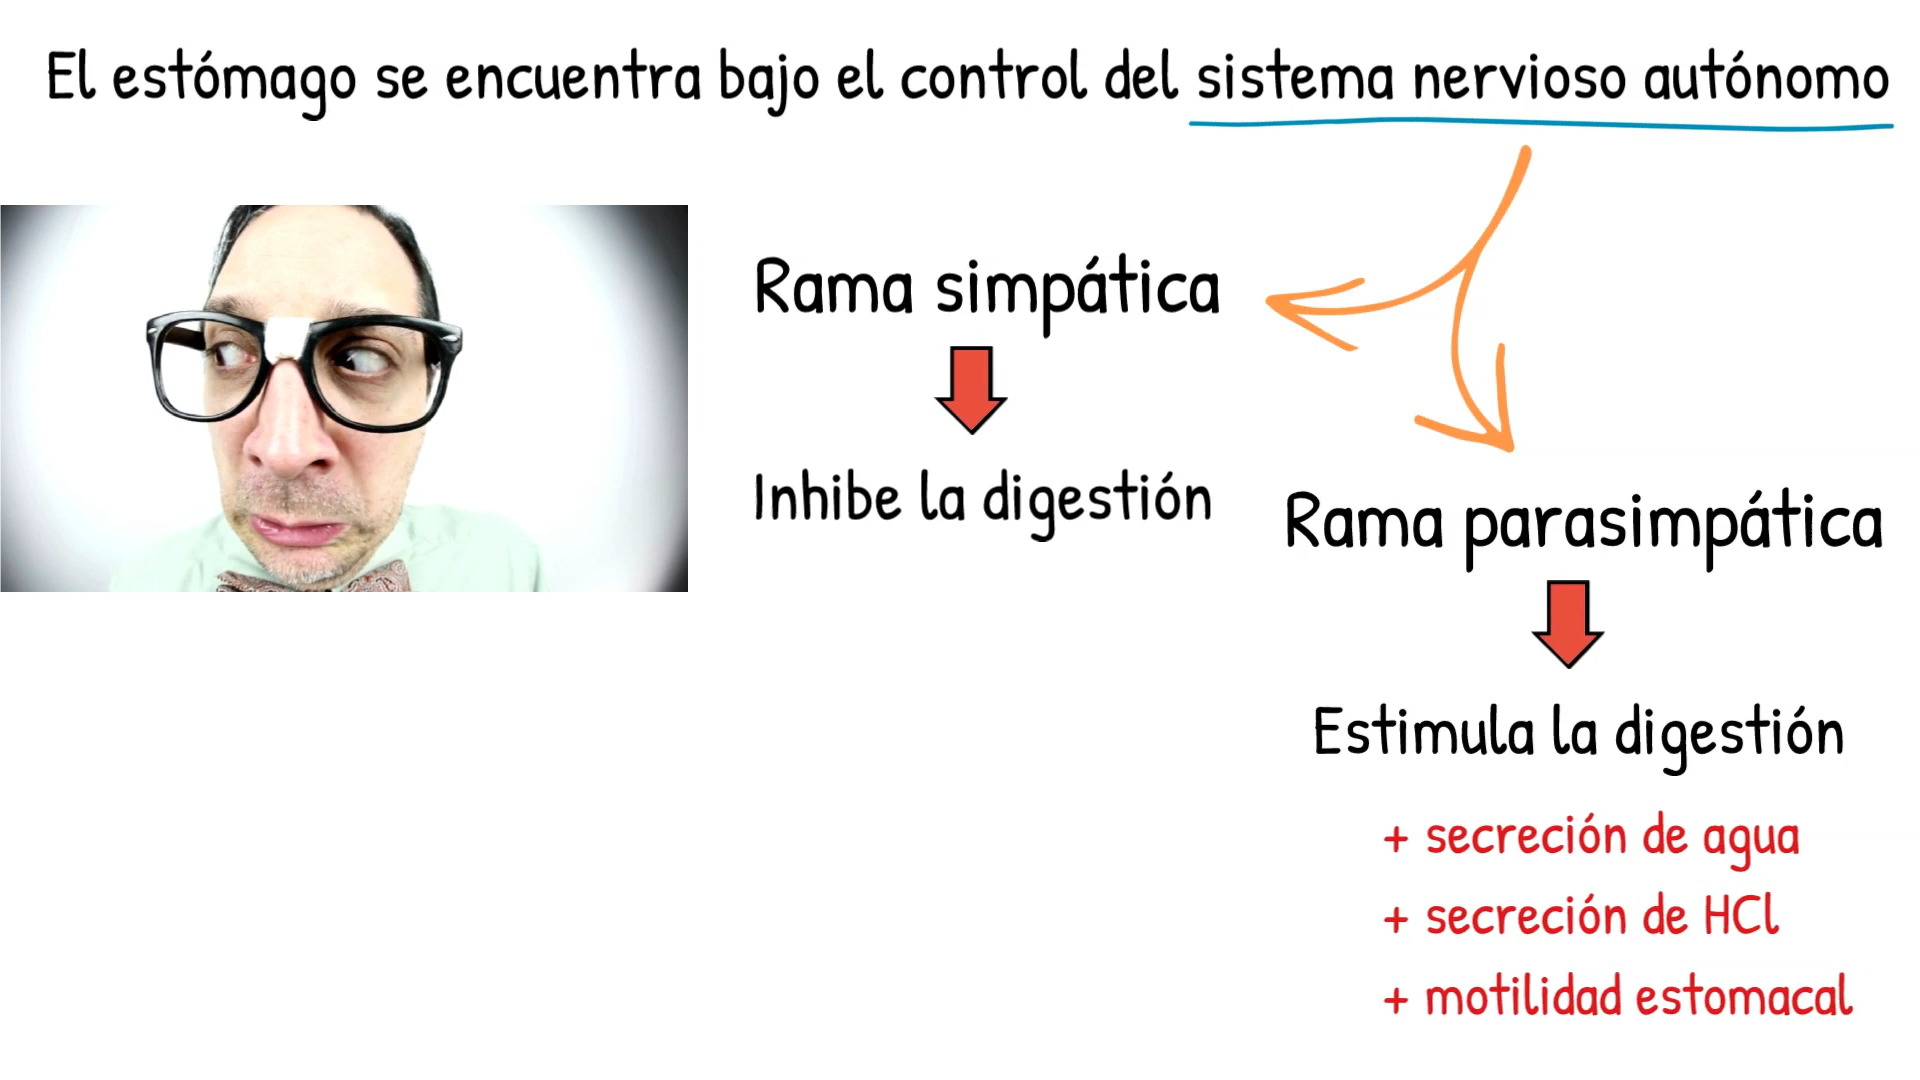 El estómago se encuentra bajo el control del sistema nervioso autónomo
Rama simpática
Inhibe la digestión
Rama parasimpática
Estimula la digestión
+ secreción de agua
+ secreción de HCl
+ motilidad estomacal